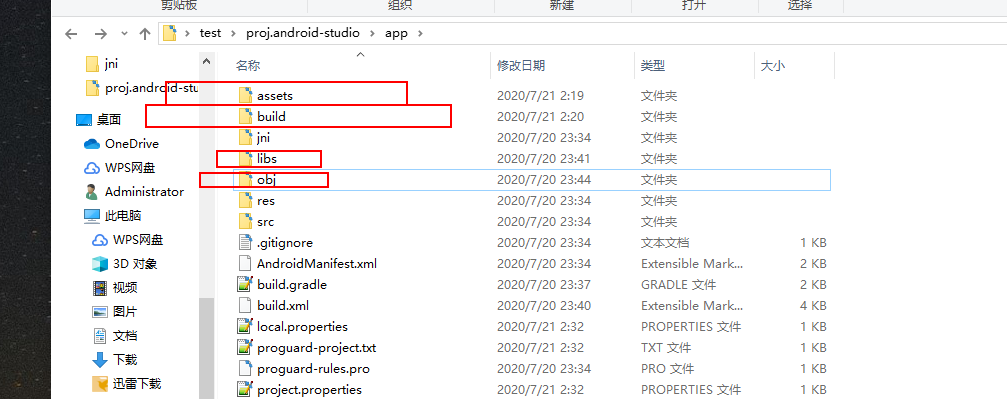 剪贴板 组织 新建 打开 选择
test > proj.android-studio > app >
jni
proj.android-stu
桌面
OneDrive
WPS网盘
Administrator
此电脑
WPS网盘
3D 对象
视频
图片
文档
下载
迅雷下载
名称 修改日期 类型 大小
assets 2020/7/21 2:19 文件夹
build 2020/7/21 2:20 文件夹
jni 2020/7/20 23:34 文件夹
libs 2020/7/20 23:41 文件夹
obj 2020/7/20 23:44 文件夹
res 2020/7/20 23:34 文件夹
src 2020/7/20 23:34 文件夹
.gitignore 2020/7/20 23:34 文本文档 1 KB
AndroidManifest.xml 2020/7/20 23:34 Extensible Mark... 2 KB
build.gradle 2020/7/20 23:37 GRADLE 文件 2 KB
build.xml 2020/7/20 23:40 Extensible Mark... 4 KB
local.properties 2020/7/21 2:32 PROPERTIES 文件 1 KB
proguard-project.txt 2020/7/21 2:32 TXT 文件 1 KB
proguard-rules.pro 2020/7/20 23:34 PRO 文件 1 KB
project.properties 2020/7/21 2:32 PROPERTIES 文件 1 KB